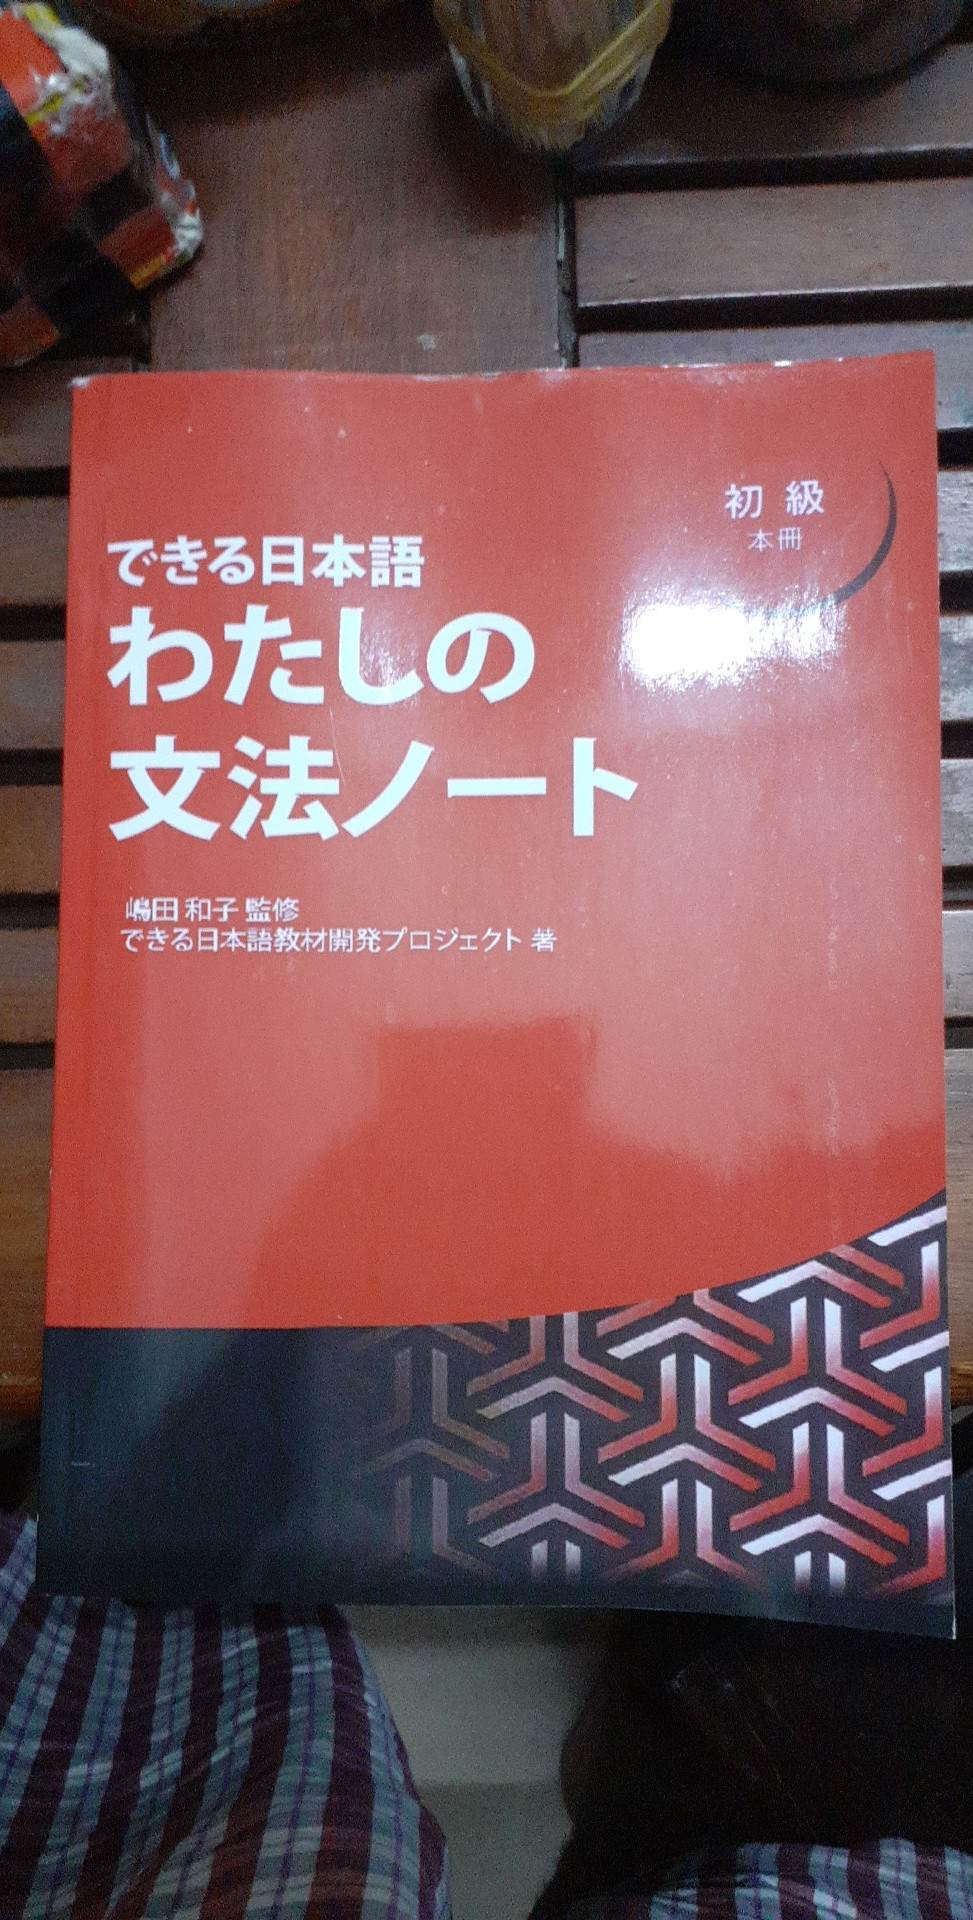 初級
本冊
できる日本語
わたしの
文法ノート
嶋田 和子 監修
できる日本語教材開発プロジェクト 著